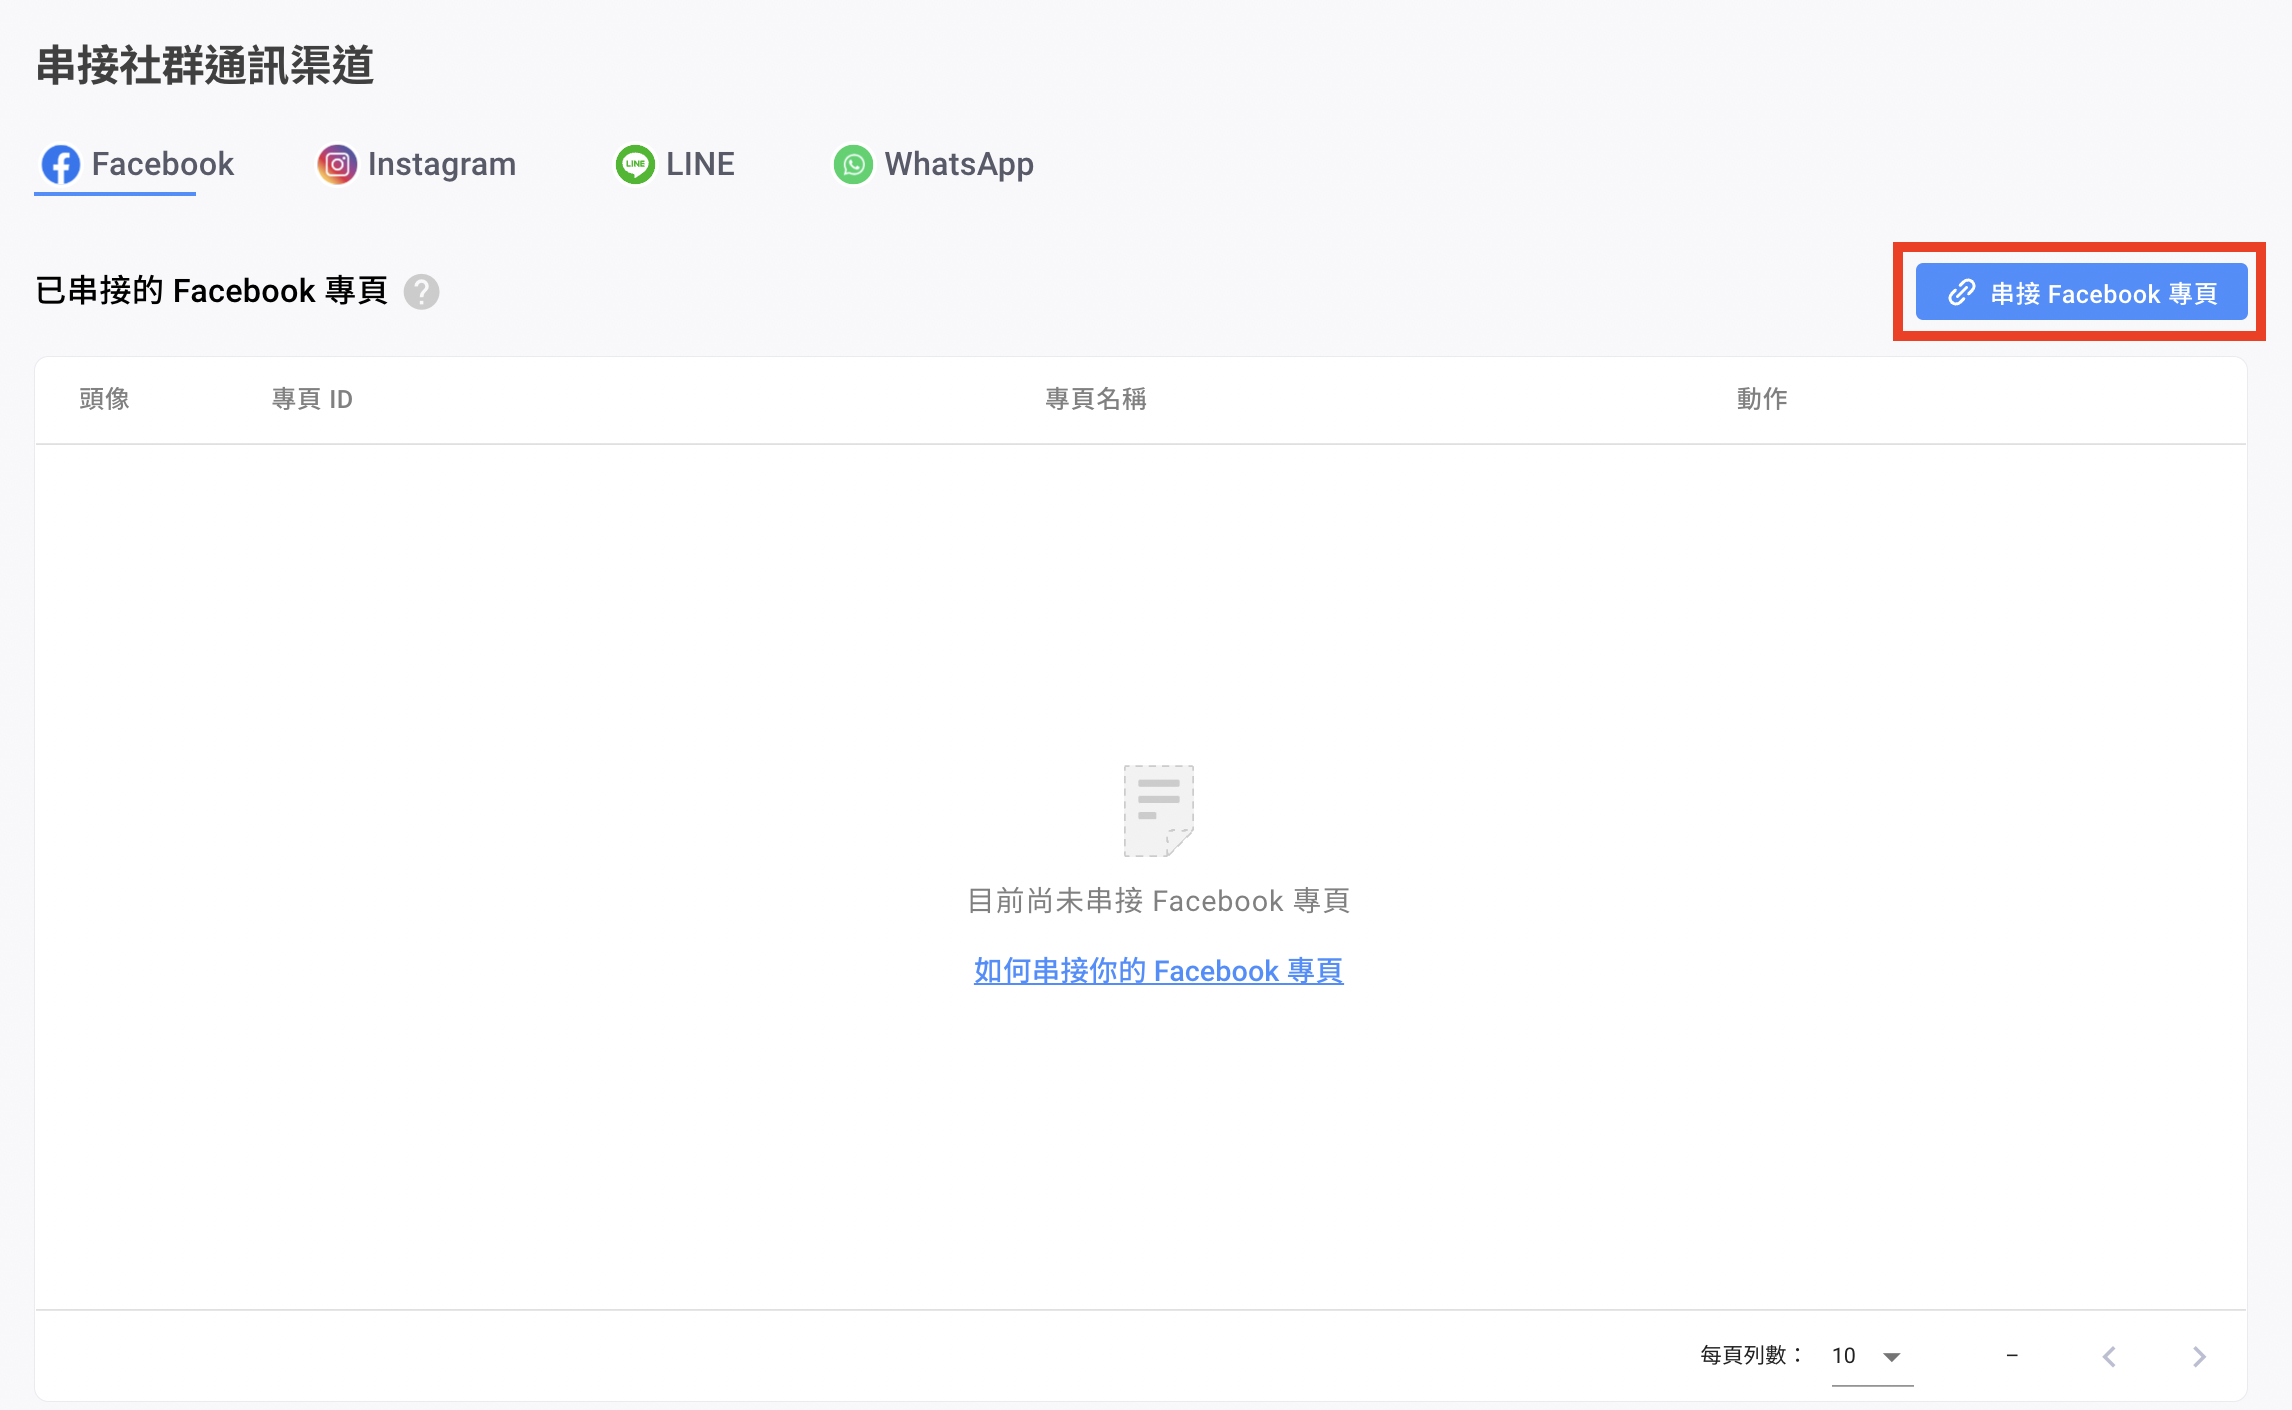 串接社群通訊渠道
Facebook Instagram LINE WhatsApp
已串接的 Facebook 專頁 ?
串接 Facebook 專頁
頭像 專頁 ID 專頁名稱 動作
目前尚未串接 Facebook 專頁
如何串接你的 Facebook 專頁
每頁列數： 10 –